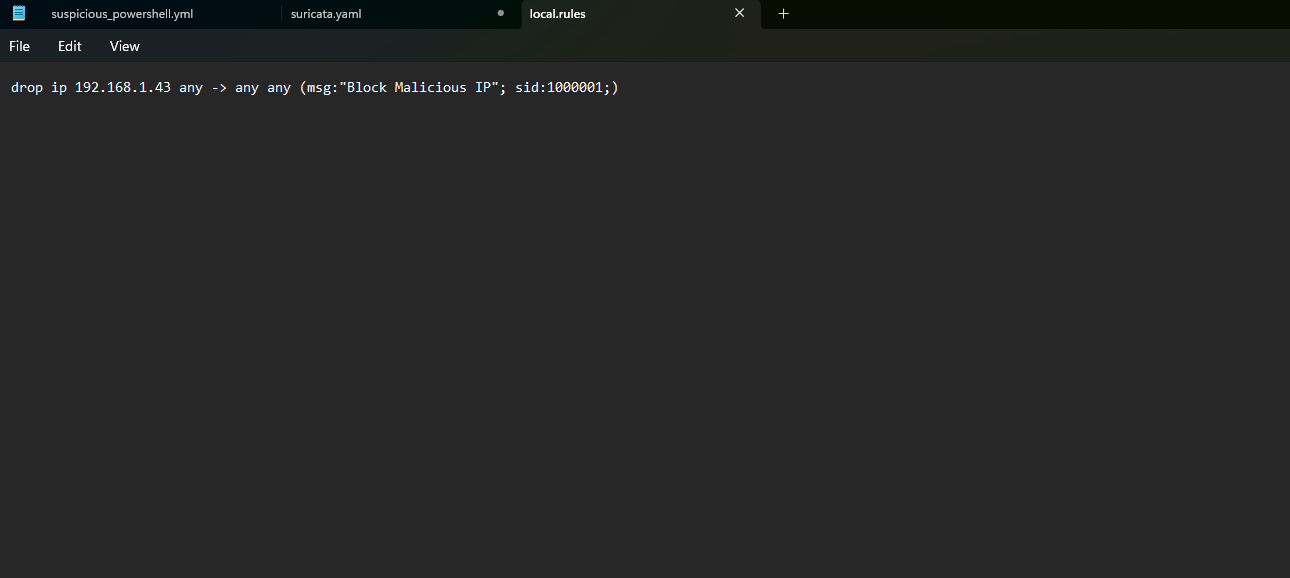 suspicious_powershell.yml suricata.yaml local.rules
File Edit View
drop ip 192.168.1.43 any -> any any (msg:"Block Malicious IP"; sid:1000001;)